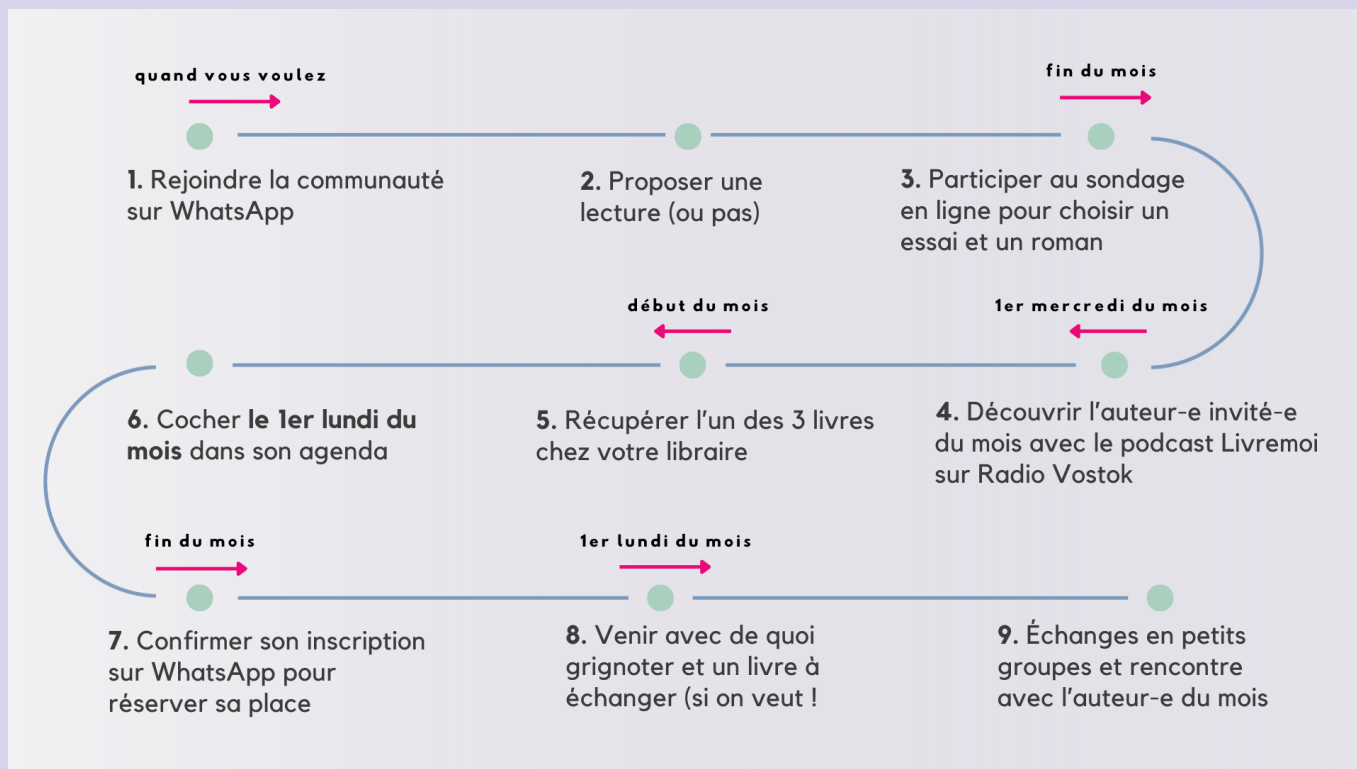 quand vous voulez
1. Rejoindre la communauté
sur WhatsApp
2. Proposer une
lecture (ou pas)
fin du mois
3. Participer au sondage
en ligne pour choisir un
essai et un roman
1er mercredi du mois
4. Découvrir l'auteur-e invité-e
du mois avec le podcast Livremoi
sur Radio Vostok
début du mois
5. Récupérer l'un des 3 livres
chez votre libraire
6. Cocher le 1er lundi du
mois dans son agenda
fin du mois
7. Confirmer son inscription
sur WhatsApp pour
réserver sa place
1er lundi du mois
8. Venir avec de quoi
grignoter et un livre à
échanger (si on veut !
9. Échanges en petits
groupes et rencontre
avec l'auteur-e du mois